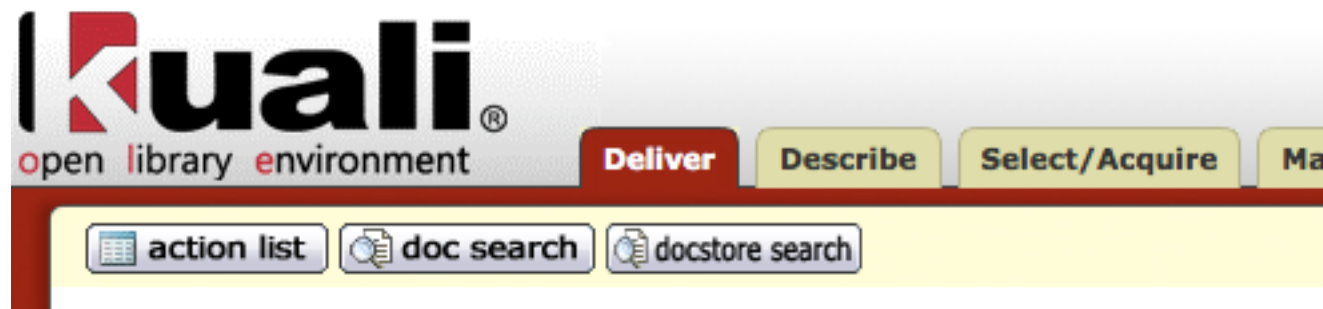 Kuali®
open library environment
Deliver Describe Select/Acquire
action list doc search docstore search